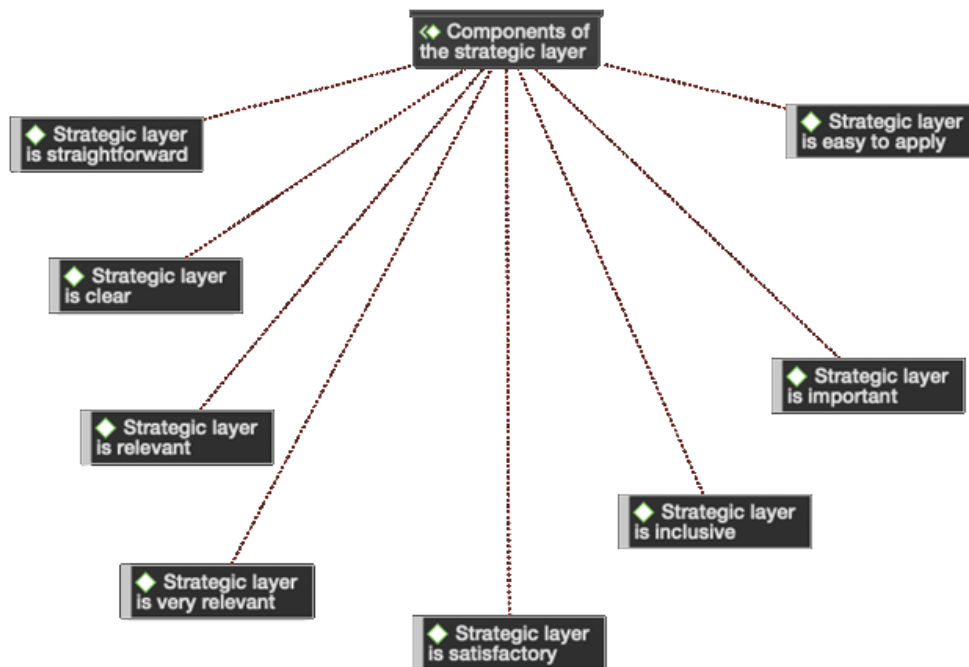 Components of
the strategic layer
Strategic layer
is straightforward
Strategic layer
is easy to apply
Strategic layer
is clear
Strategic layer
is important
Strategic layer
is relevant
Strategic layer
is inclusive
Strategic layer
is very relevant
Strategic layer
is satisfactory